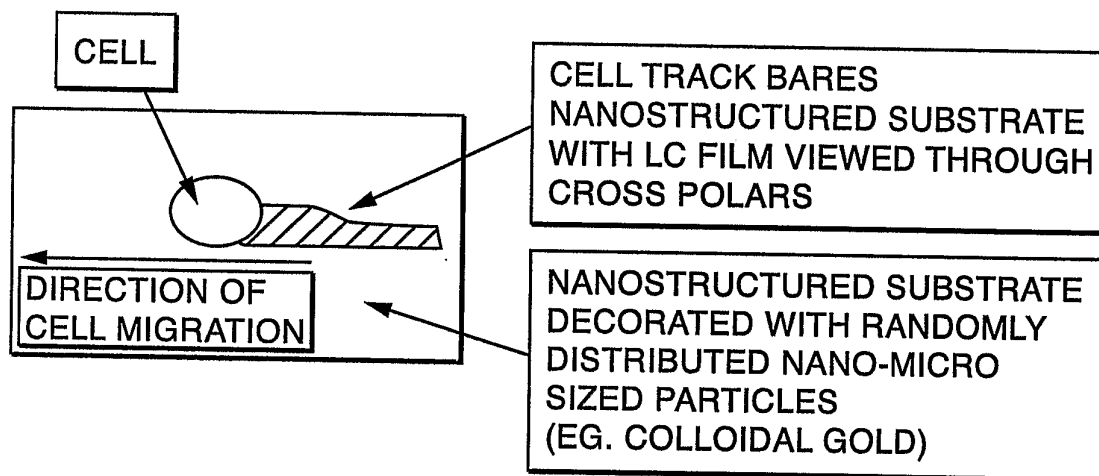 CELL
CELL TRACK BARES
NANOSTRUCTURED SUBSTRATE
WITH LC FILM VIEWED THROUGH
CROSS POLARS
DIRECTION OF
CELL MIGRATION
NANOSTRUCTURED SUBSTRATE
DECORATED WITH RANDOMLY
DISTRIBUTED NANO-MICRO
SIZED PARTICLES
(EG. COLLOIDAL GOLD)